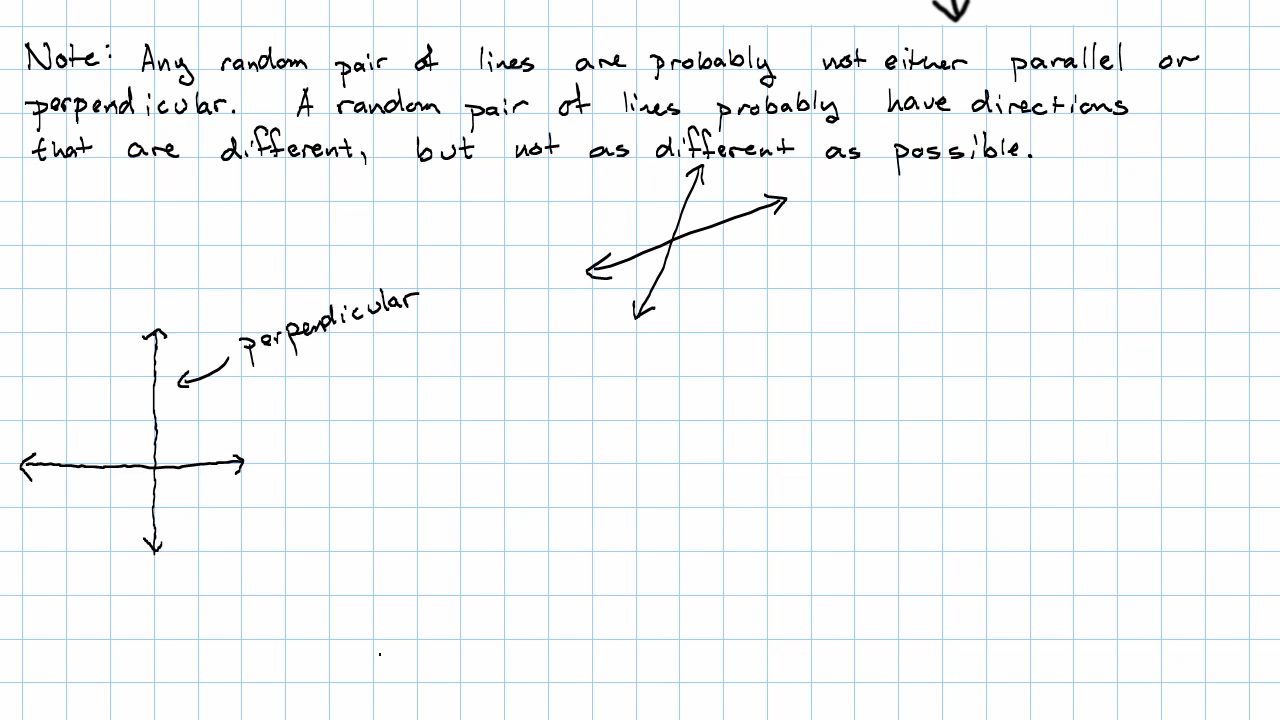 Note: Any random pair of lines are probably not either parallel or
perpendicular. A random pair of lines probably have directions
that are different, but not as different as possible.
perpendicular